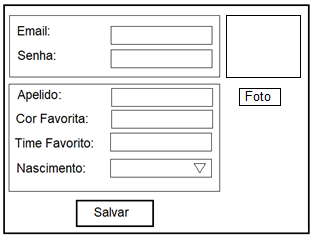 Email:
Senha:
Apelido:
Foto
Cor Favorita:
Time Favorito:
Nascimento:
Salvar